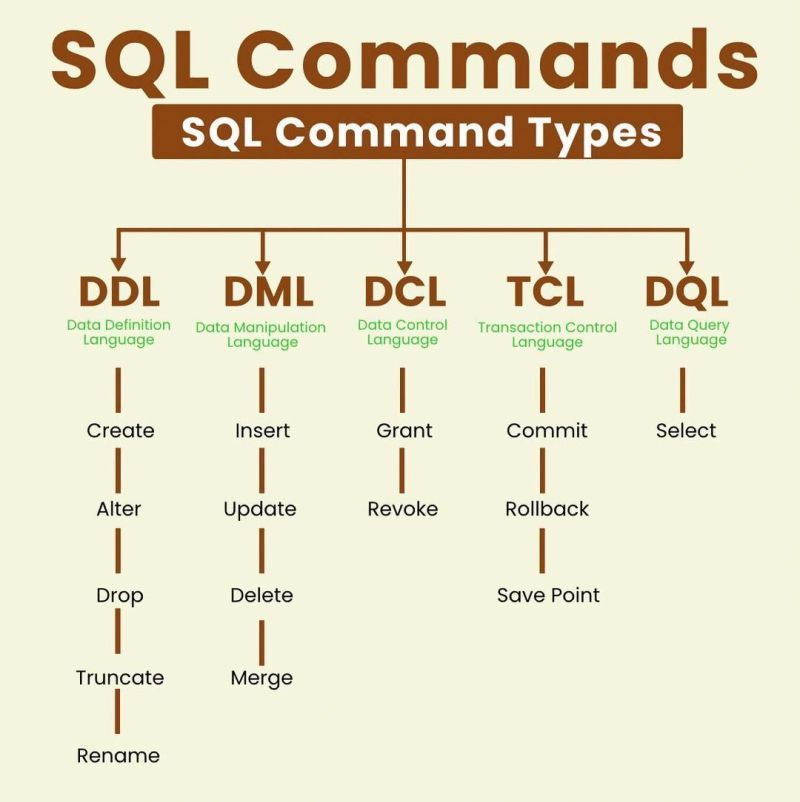 SQL Commands
SQL Command Types
DDL
Data Definition
Language
Create
Alter
Drop
Truncate
Rename
DML
Data Manipulation
Language
Insert
Update
Delete
Merge
DCL
Data Control
Language
Grant
Revoke
TCL
Transaction Control
Language
Commit
Rollback
Save Point
DQL
Data Query
Language
Select